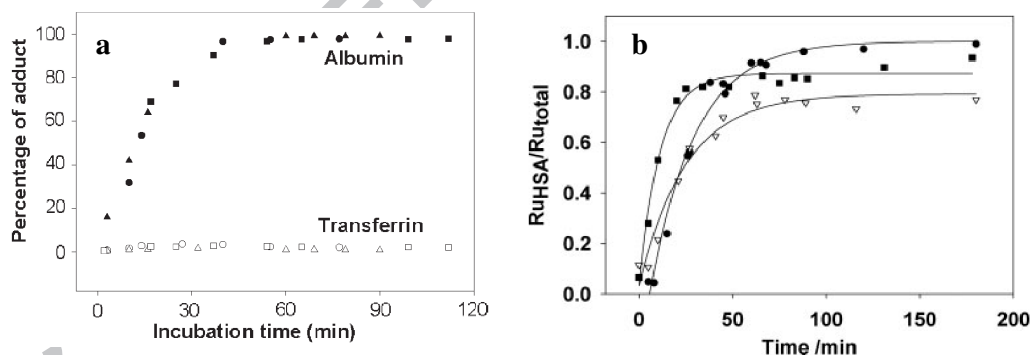 a
Percentage of adduct
100
80
60
40
20
0
Albumin
Transferrin
0 30 60 90 120
Incubation time (min)
b
Ru_HSA/Ru_total
1.0
0.8
0.6
0.4
0.2
0.0
0 50 100 150 200
Time /min